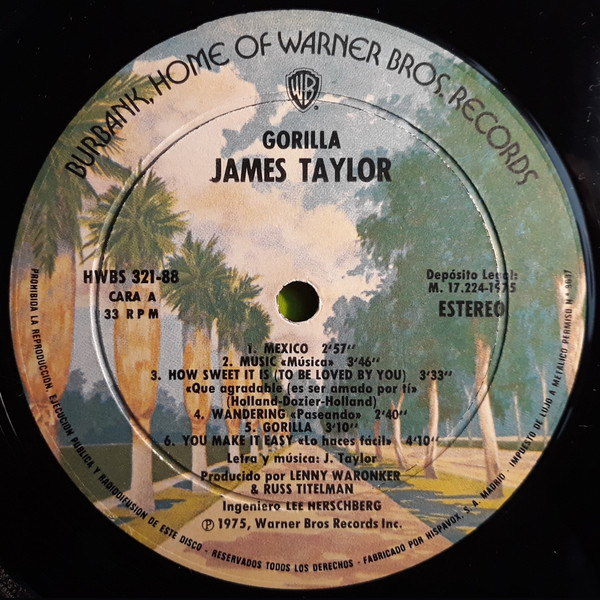 BURBANK, HOME OF WARNER BROS. RECORDS
WB
GORILLA
JAMES TAYLOR
HWBS 321-88
CARA A
33 RPM
Depósito Legal:
M. 17.224-1975
ESTEREO
1. MEXICO 2'57''
2. MUSIC «Música» 3'46''
3. HOW SWEET IT IS (TO BE LOVED BY YOU) 3'33''
«Que agradable (es ser amado por ti»
(Holland-Dozier-Holland)
4. WANDERING «Paseando» 2'40''
5. GORILLA 3'10''
6. YOU MAKE IT EASY «Lo haces fácil» 4'10''
Letra y música: J. Taylor
Producido por LENNY WARONKER
& RUSS TITELMAN
Ingeniero LEE HERSCHBERG
Ⓟ 1975, Warner Bros Records Inc.
PROHIBIDA LA REPRODUCCION, EJECUCION PUBLICA Y RADIODIFUSION DE ESTE DISCO - RESERVADOS TODOS LOS DERECHOS - FABRICADO POR HISPAVOX, S. A. MADRID - IMPUESTO DE LUJO A METALICO PERMISO N.º